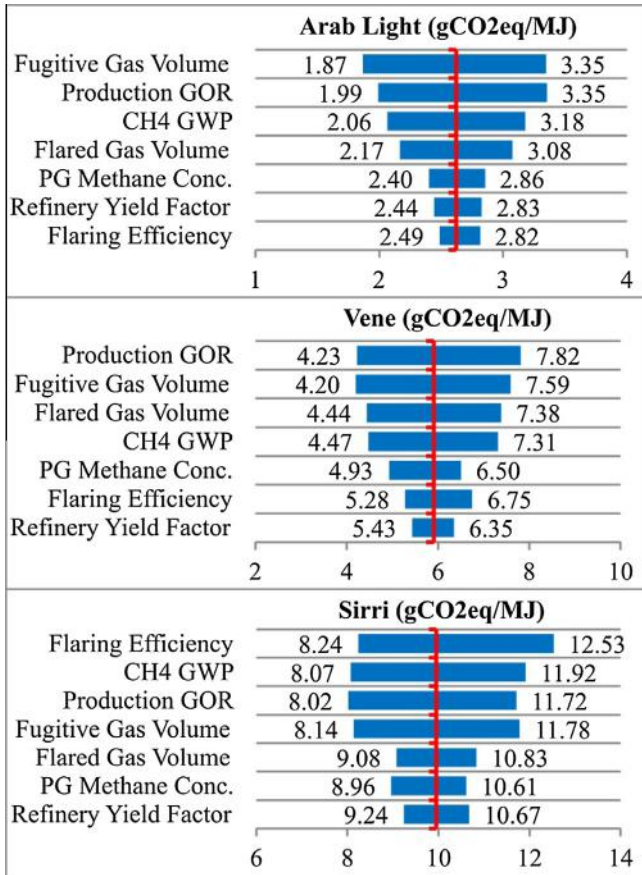 Arab Light (gCO2eq/MJ)
Fugitive Gas Volume 1.87 3.35
Production GOR 1.99 3.35
CH4 GWP 2.06 3.18
Flared Gas Volume 2.17 3.08
PG Methane Conc. 2.40 2.86
Refinery Yield Factor 2.44 2.83
Flaring Efficiency 2.49 2.82
1 2 3 4
Vene (gCO2eq/MJ)
Production GOR 4.23 7.82
Fugitive Gas Volume 4.20 7.59
Flared Gas Volume 4.44 7.38
CH4 GWP 4.47 7.31
PG Methane Conc. 4.93 6.50
Flaring Efficiency 5.28 6.75
Refinery Yield Factor 5.43 6.35
2 4 6 8 10
Sirri (gCO2eq/MJ)
Flaring Efficiency 8.24 12.53
CH4 GWP 8.07 11.92
Production GOR 8.02 11.72
Fugitive Gas Volume 8.14 11.78
Flared Gas Volume 9.08 10.83
PG Methane Conc. 8.96 10.61
Refinery Yield Factor 9.24 10.67
6 8 10 12 14